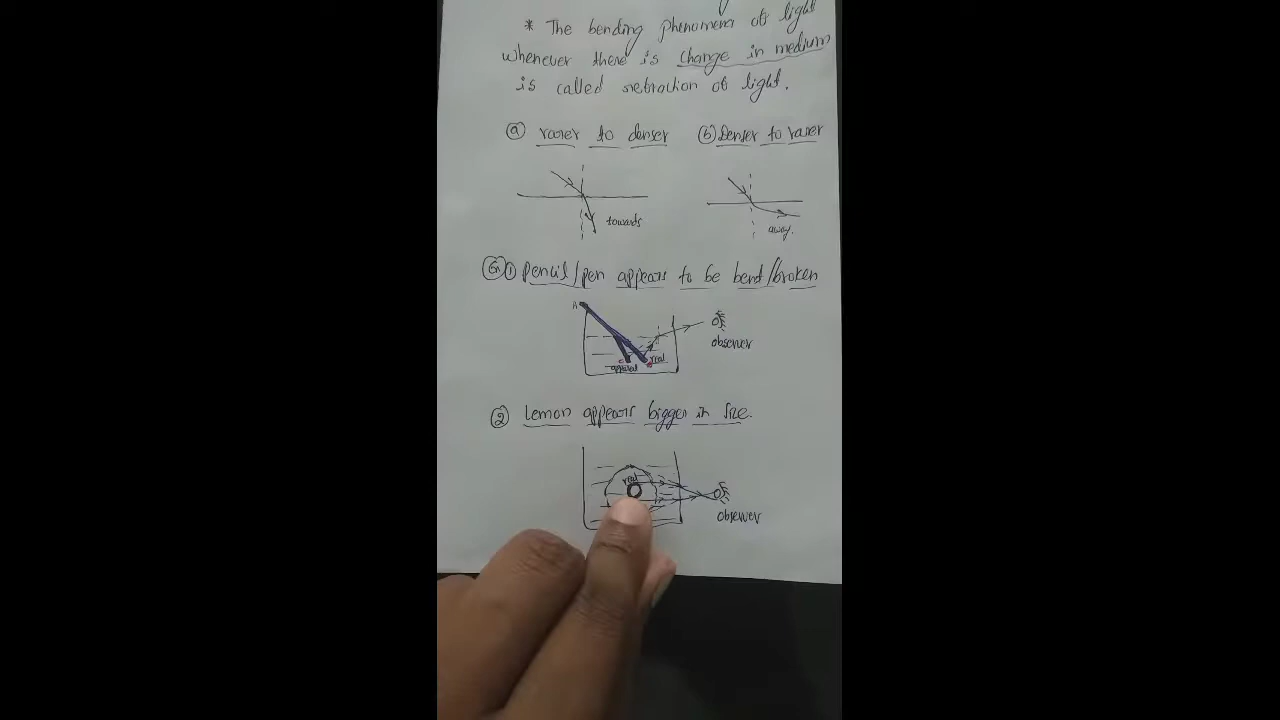 * The bending phenomena of light
whenever there is change in medium
is called refraction of light.
(a) rarer to denser (b) Denser to rarer
towards
away.
1) Pencil/pen appears to be bend/broken
A
observer
real
apparent
(2) Lemon appears bigger in size.
real
observer